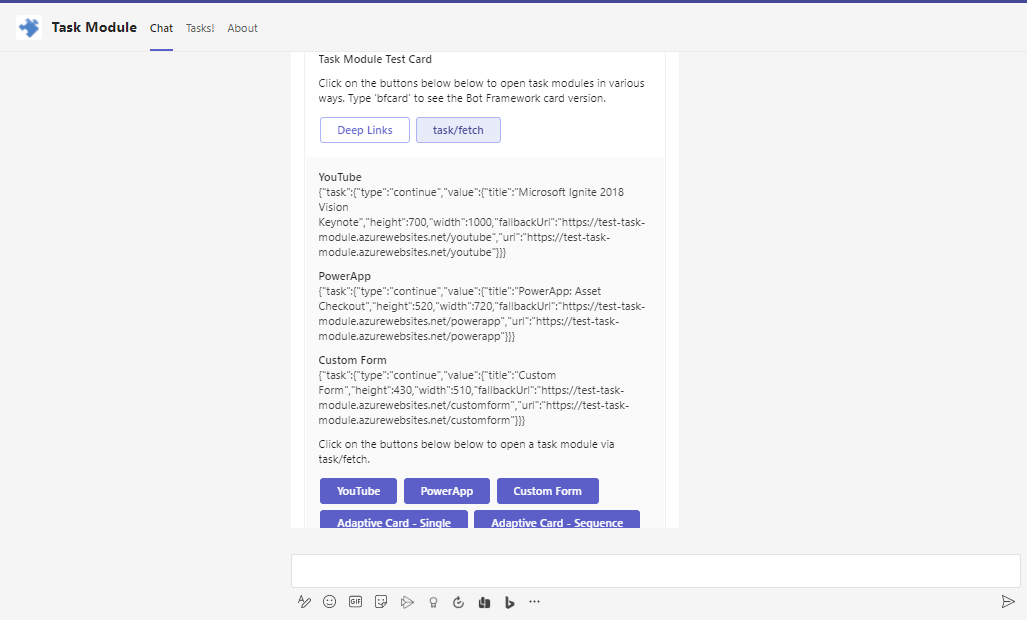 Task Module Chat Tasks! About
Task Module Test Card
Click on the buttons below below to open task modules in various
ways. Type 'bfcard' to see the Bot Framework card version.
Deep Links task/fetch
YouTube
{"task":{"type":"continue","value":{"title":"Microsoft Ignite 2018
Vision
Keynote","height":700,"width":1000,"fallbackUrl":"https://test-task-
module.azurewebsites.net/youtube","url":"https://test-task-
module.azurewebsites.net/youtube"}}}
PowerApp
{"task":{"type":"continue","value":{"title":"PowerApp: Asset
Checkout","height":520,"width":720,"fallbackUrl":"https://test-task-
module.azurewebsites.net/powerapp","url":"https://test-task-
module.azurewebsites.net/powerapp"}}}
Custom Form
{"task":{"type":"continue","value":{"title":"Custom
Form","height":430,"width":510,"fallbackUrl":"https://test-task-
module.azurewebsites.net/customform","url":"https://test-task-
module.azurewebsites.net/customform"}}}
Click on the buttons below below to open a task module via
task/fetch.
YouTube PowerApp Custom Form
Adaptive Card - Single Adaptive Card - Sequence
GIF